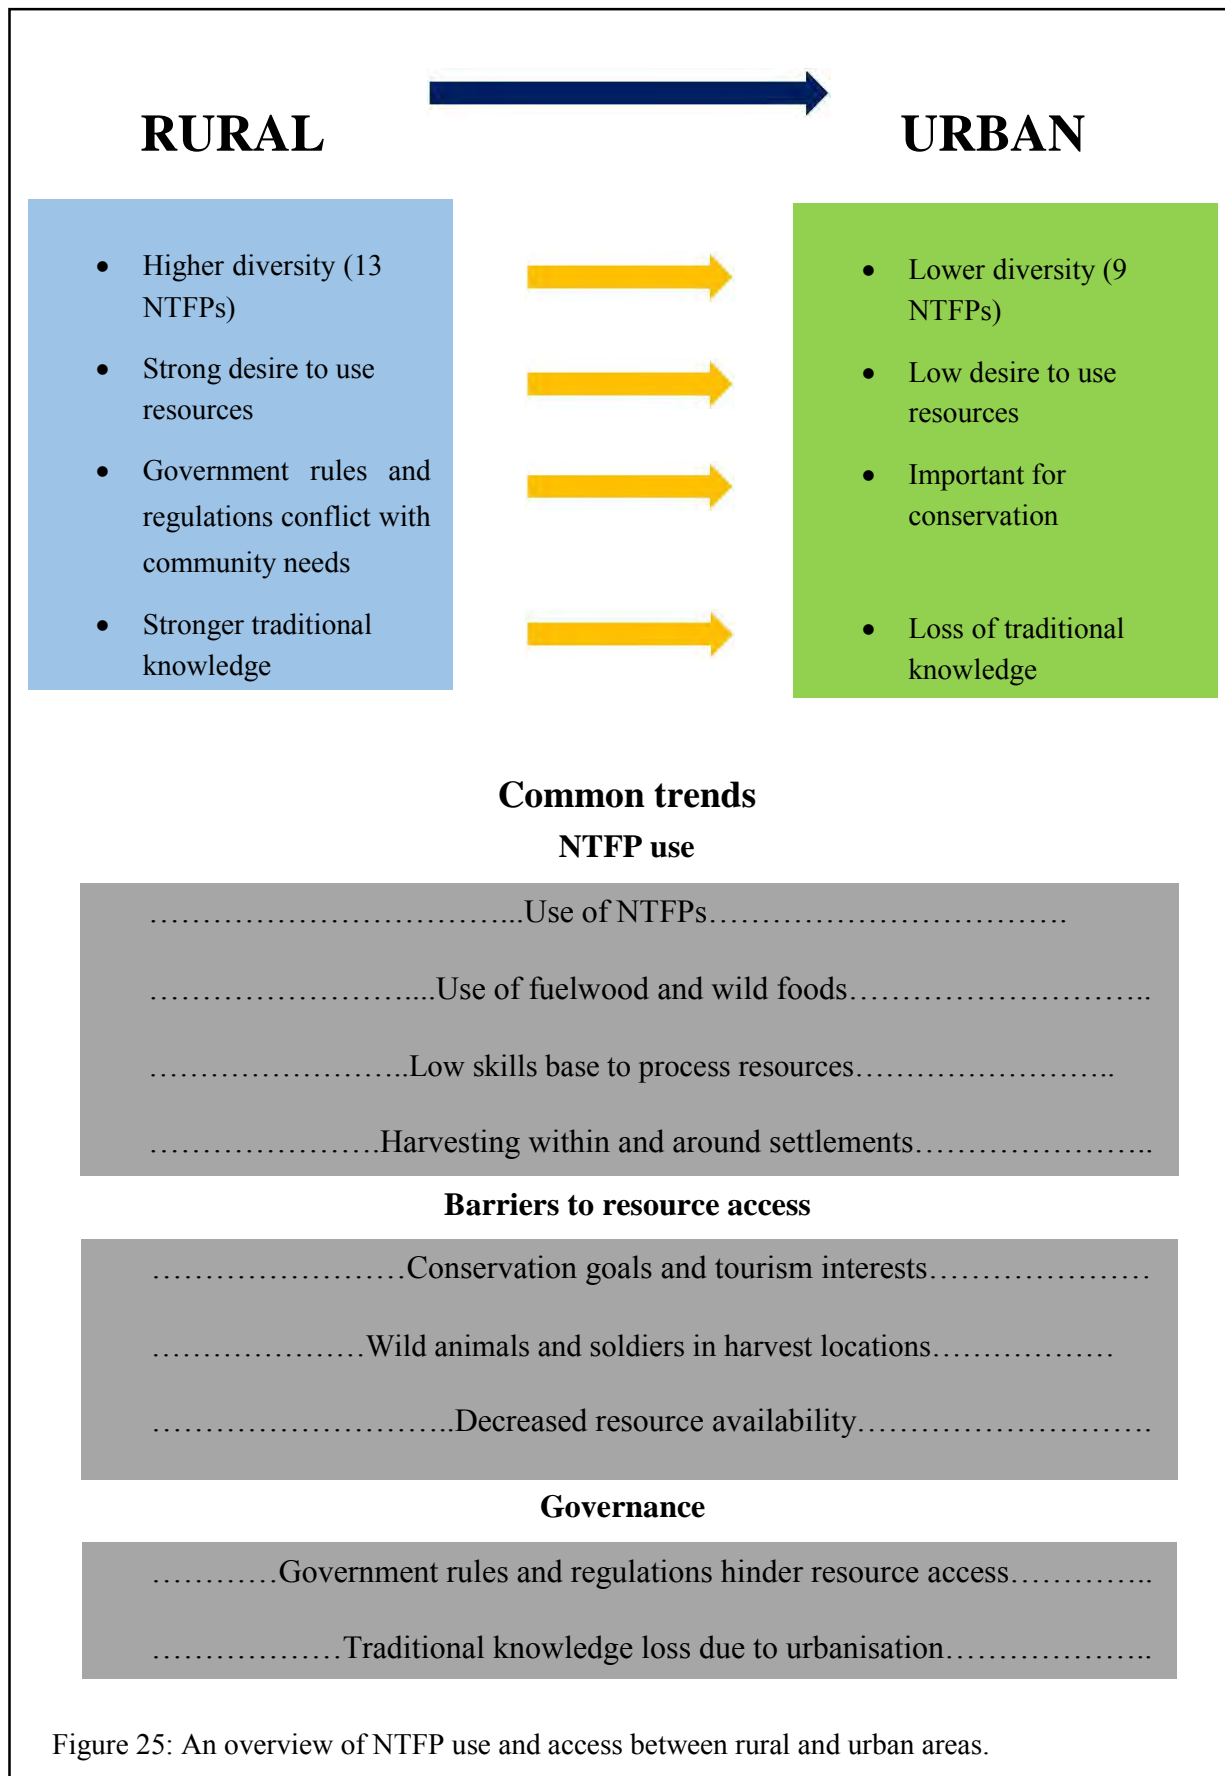 RURAL
URBAN
• Higher diversity (13
NTFPs)
• Strong desire to use
resources
• Government rules and
regulations conflict with
community needs
• Stronger traditional
knowledge
• Lower diversity (9
NTFPs)
• Low desire to use
resources
• Important for
conservation
• Loss of traditional
knowledge
Common trends
NTFP use
……………………………...Use of NTFPs…………………………….
……………………....Use of fuelwood and wild foods………………………..
……………………..Low skills base to process resources……………………..
………………….Harvesting within and around settlements…………………..
Barriers to resource access
……………………Conservation goals and tourism interests…………………
…………………Wild animals and soldiers in harvest locations………………
………………………..Decreased resource availability……………………….
Governance
…………Government rules and regulations hinder resource access…………..
………………Traditional knowledge loss due to urbanisation………………..
Figure 25: An overview of NTFP use and access between rural and urban areas.